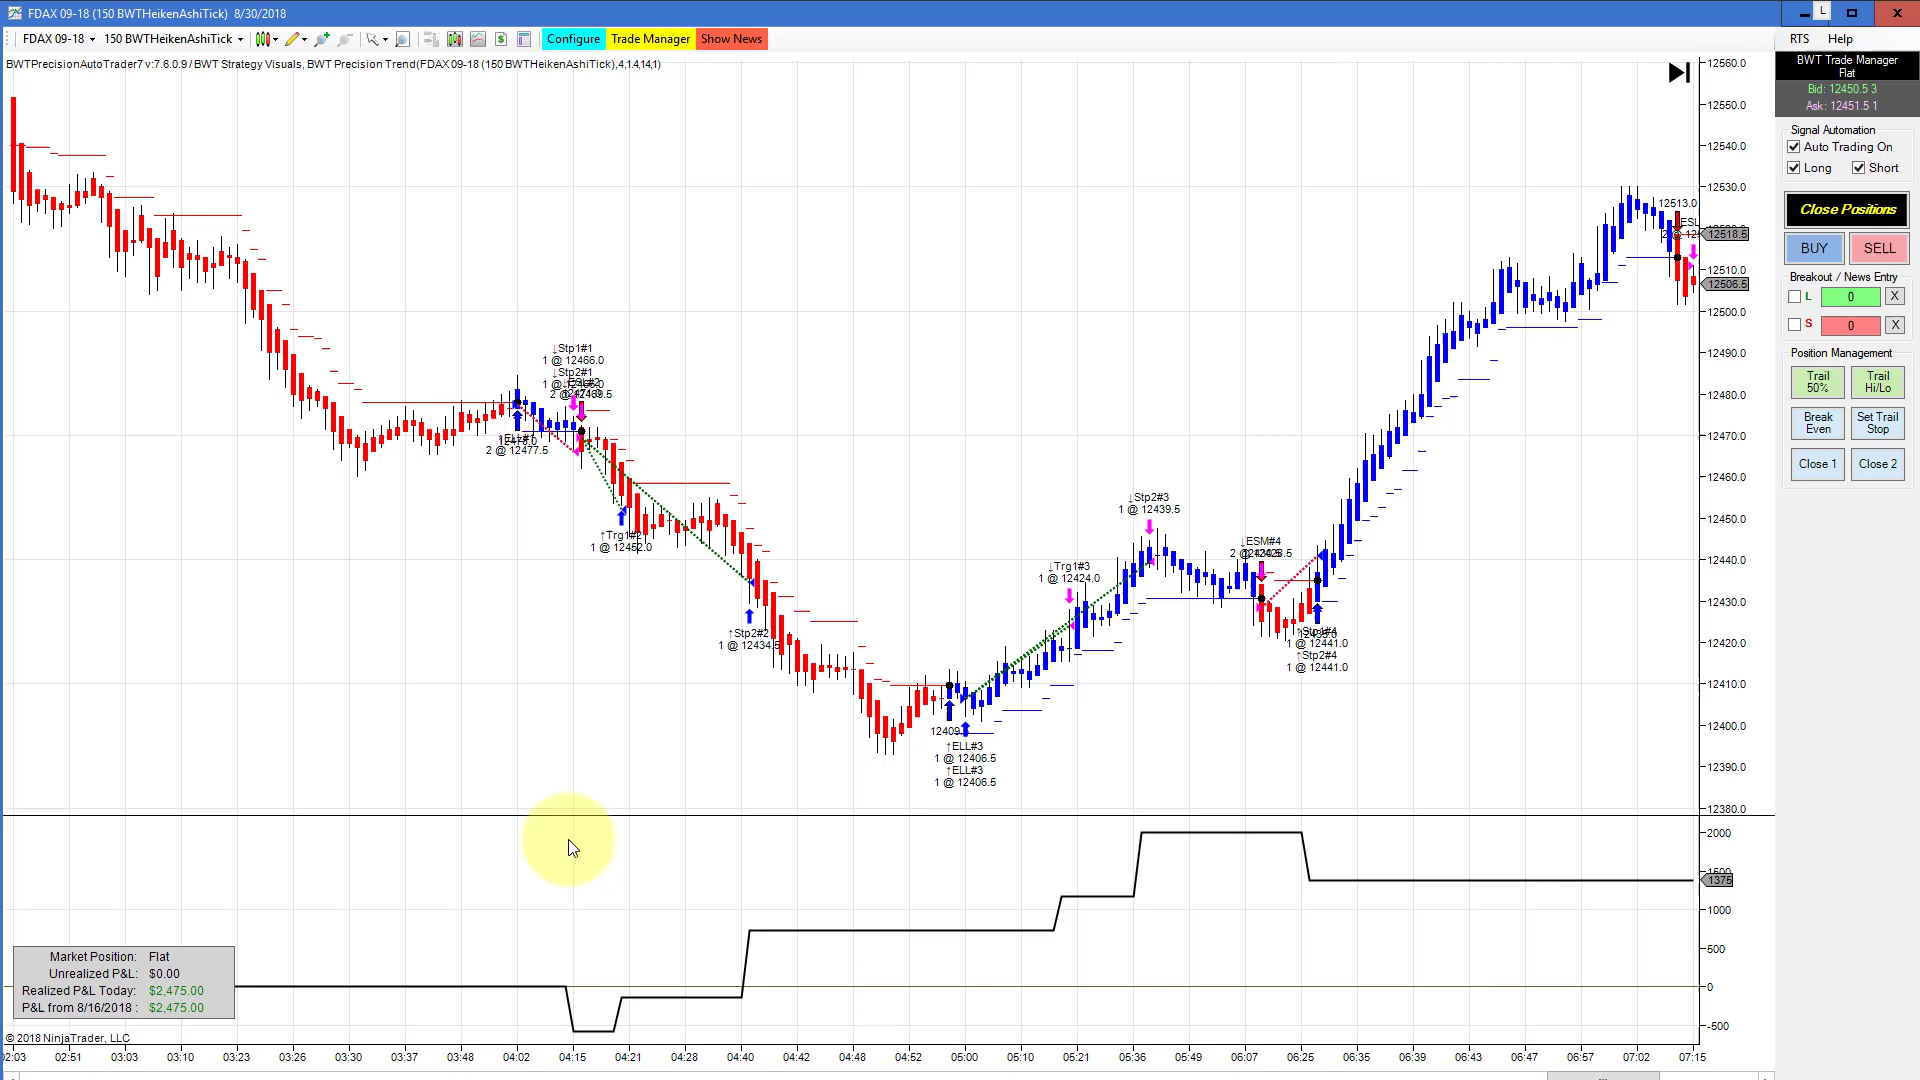 FDAX 09-18 (150 BWTHeikenAshiTick)  8/30/2018
L
FDAX 09-18  150 BWTHeikenAshiTick  $  Configure  Trade Manager  Show News
RTS  Help
BWTPrecisionAutoTrader7 v:7.6.0.9 / BWT Strategy Visuals, BWT Precision Trend(FDAX 09-18 (150 BWTHeikenAshiTick),4,1.4,14,1)
BWT Trade Manager
Flat
Bid: 12450.5 3
Ask: 12451.5 1
Signal Automation
Auto Trading On
Long  Short
Close Positions
BUY  SELL
Breakout / News Entry
L  0  X
S  0  X
Position Management
Trail 50%  Trail Hi/Lo
Break Even  Set Trail Stop
Close 1  Close 2
12560.0
12550.0
12540.0
12530.0
12518.5
12510.0
12506.5
12500.0
12490.0
12480.0
12470.0
12460.0
12450.0
12440.0
12430.0
12420.0
12410.0
12400.0
12390.0
12380.0
12513.0
ESL
↓Stp1#1
1 @ 12466.0
↓Stp2#1
2 @ 12477.5
↑Trg1#2
1 @ 12452.0
↑Stp2#2
1 @ 12434.5
12409
↑ELL#3
1 @ 12406.5
↑ELL#3
1 @ 12406.5
↓Trg1#3
1 @ 12424.0
↓Stp2#3
1 @ 12439.5
↓ESM#4
↑Stp1#4
1 @ 12441.0
↑Stp2#4
1 @ 12441.0
2000
1500
1375
1000
500
0
-500
Market Position:  Flat
Unrealized P&L:  $0.00
Realized P&L Today:  $2,475.00
P&L from 8/16/2018 :  $2,475.00
© 2018 NinjaTrader, LLC
02:03  02:51  03:03  03:10  03:23  03:26  03:30  03:37  03:48  04:02  04:15  04:21  04:28  04:40  04:42  04:48  04:52  05:00  05:10  05:21  05:36  05:49  06:07  06:25  06:35  06:39  06:43  06:47  06:57  07:02  07:15